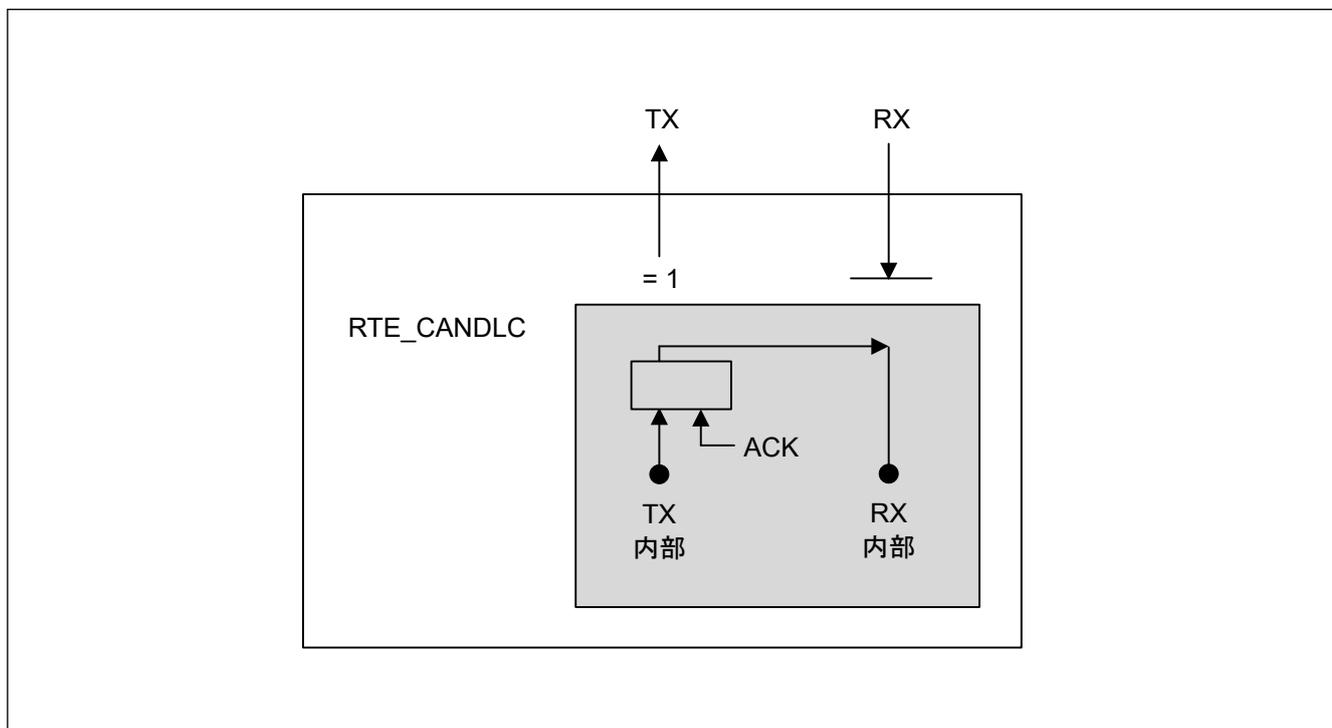 TX
RX
= 1
RTE_CANDLC
ACK
TX
内部
RX
内部